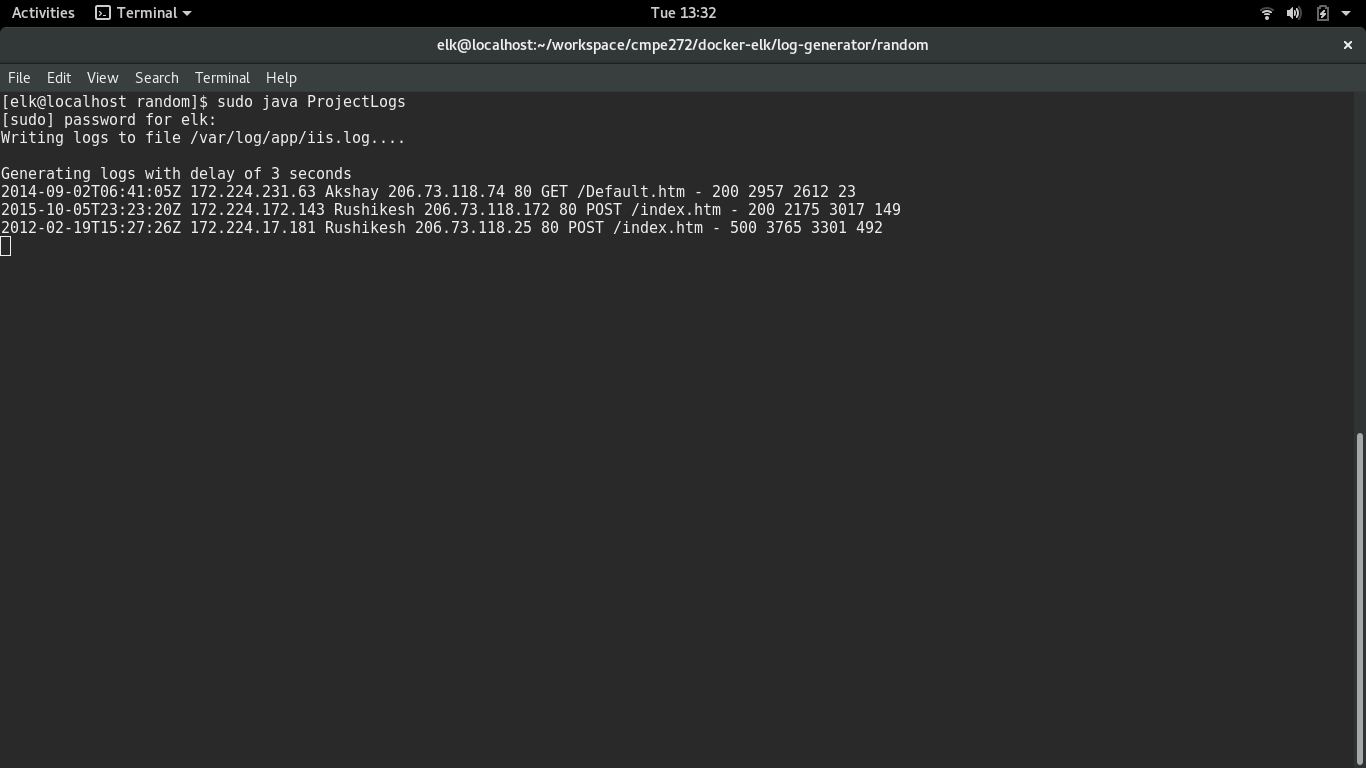 Activities Terminal Tue 13:32
elk@localhost:~/workspace/cmpe272/docker-elk/log-generator/random ×
File Edit View Search Terminal Help
[elk@localhost random]$ sudo java ProjectLogs
[sudo] password for elk:
Writing logs to file /var/log/app/iis.log....
Generating logs with delay of 3 seconds
2014-09-02T06:41:05Z 172.224.231.63 Akshay 206.73.118.74 80 GET /Default.htm - 200 2957 2612 23
2015-10-05T23:23:20Z 172.224.172.143 Rushikesh 206.73.118.172 80 POST /index.htm - 200 2175 3017 149
2012-02-19T15:27:26Z 172.224.17.181 Rushikesh 206.73.118.25 80 POST /index.htm - 500 3765 3301 492